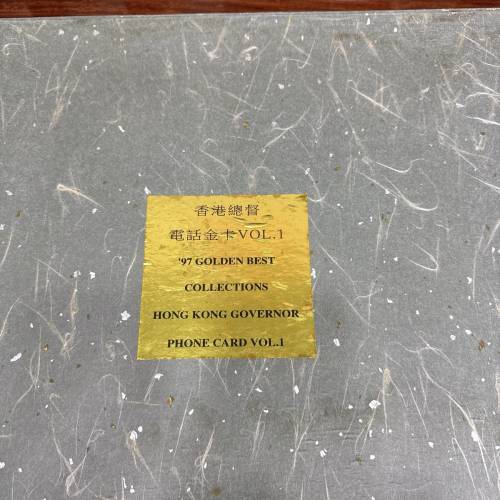 香港總督
電話金卡VOL.1
'97 GOLDEN BEST
COLLECTIONS
HONG KONG GOVERNOR
PHONE CARD VOL.1